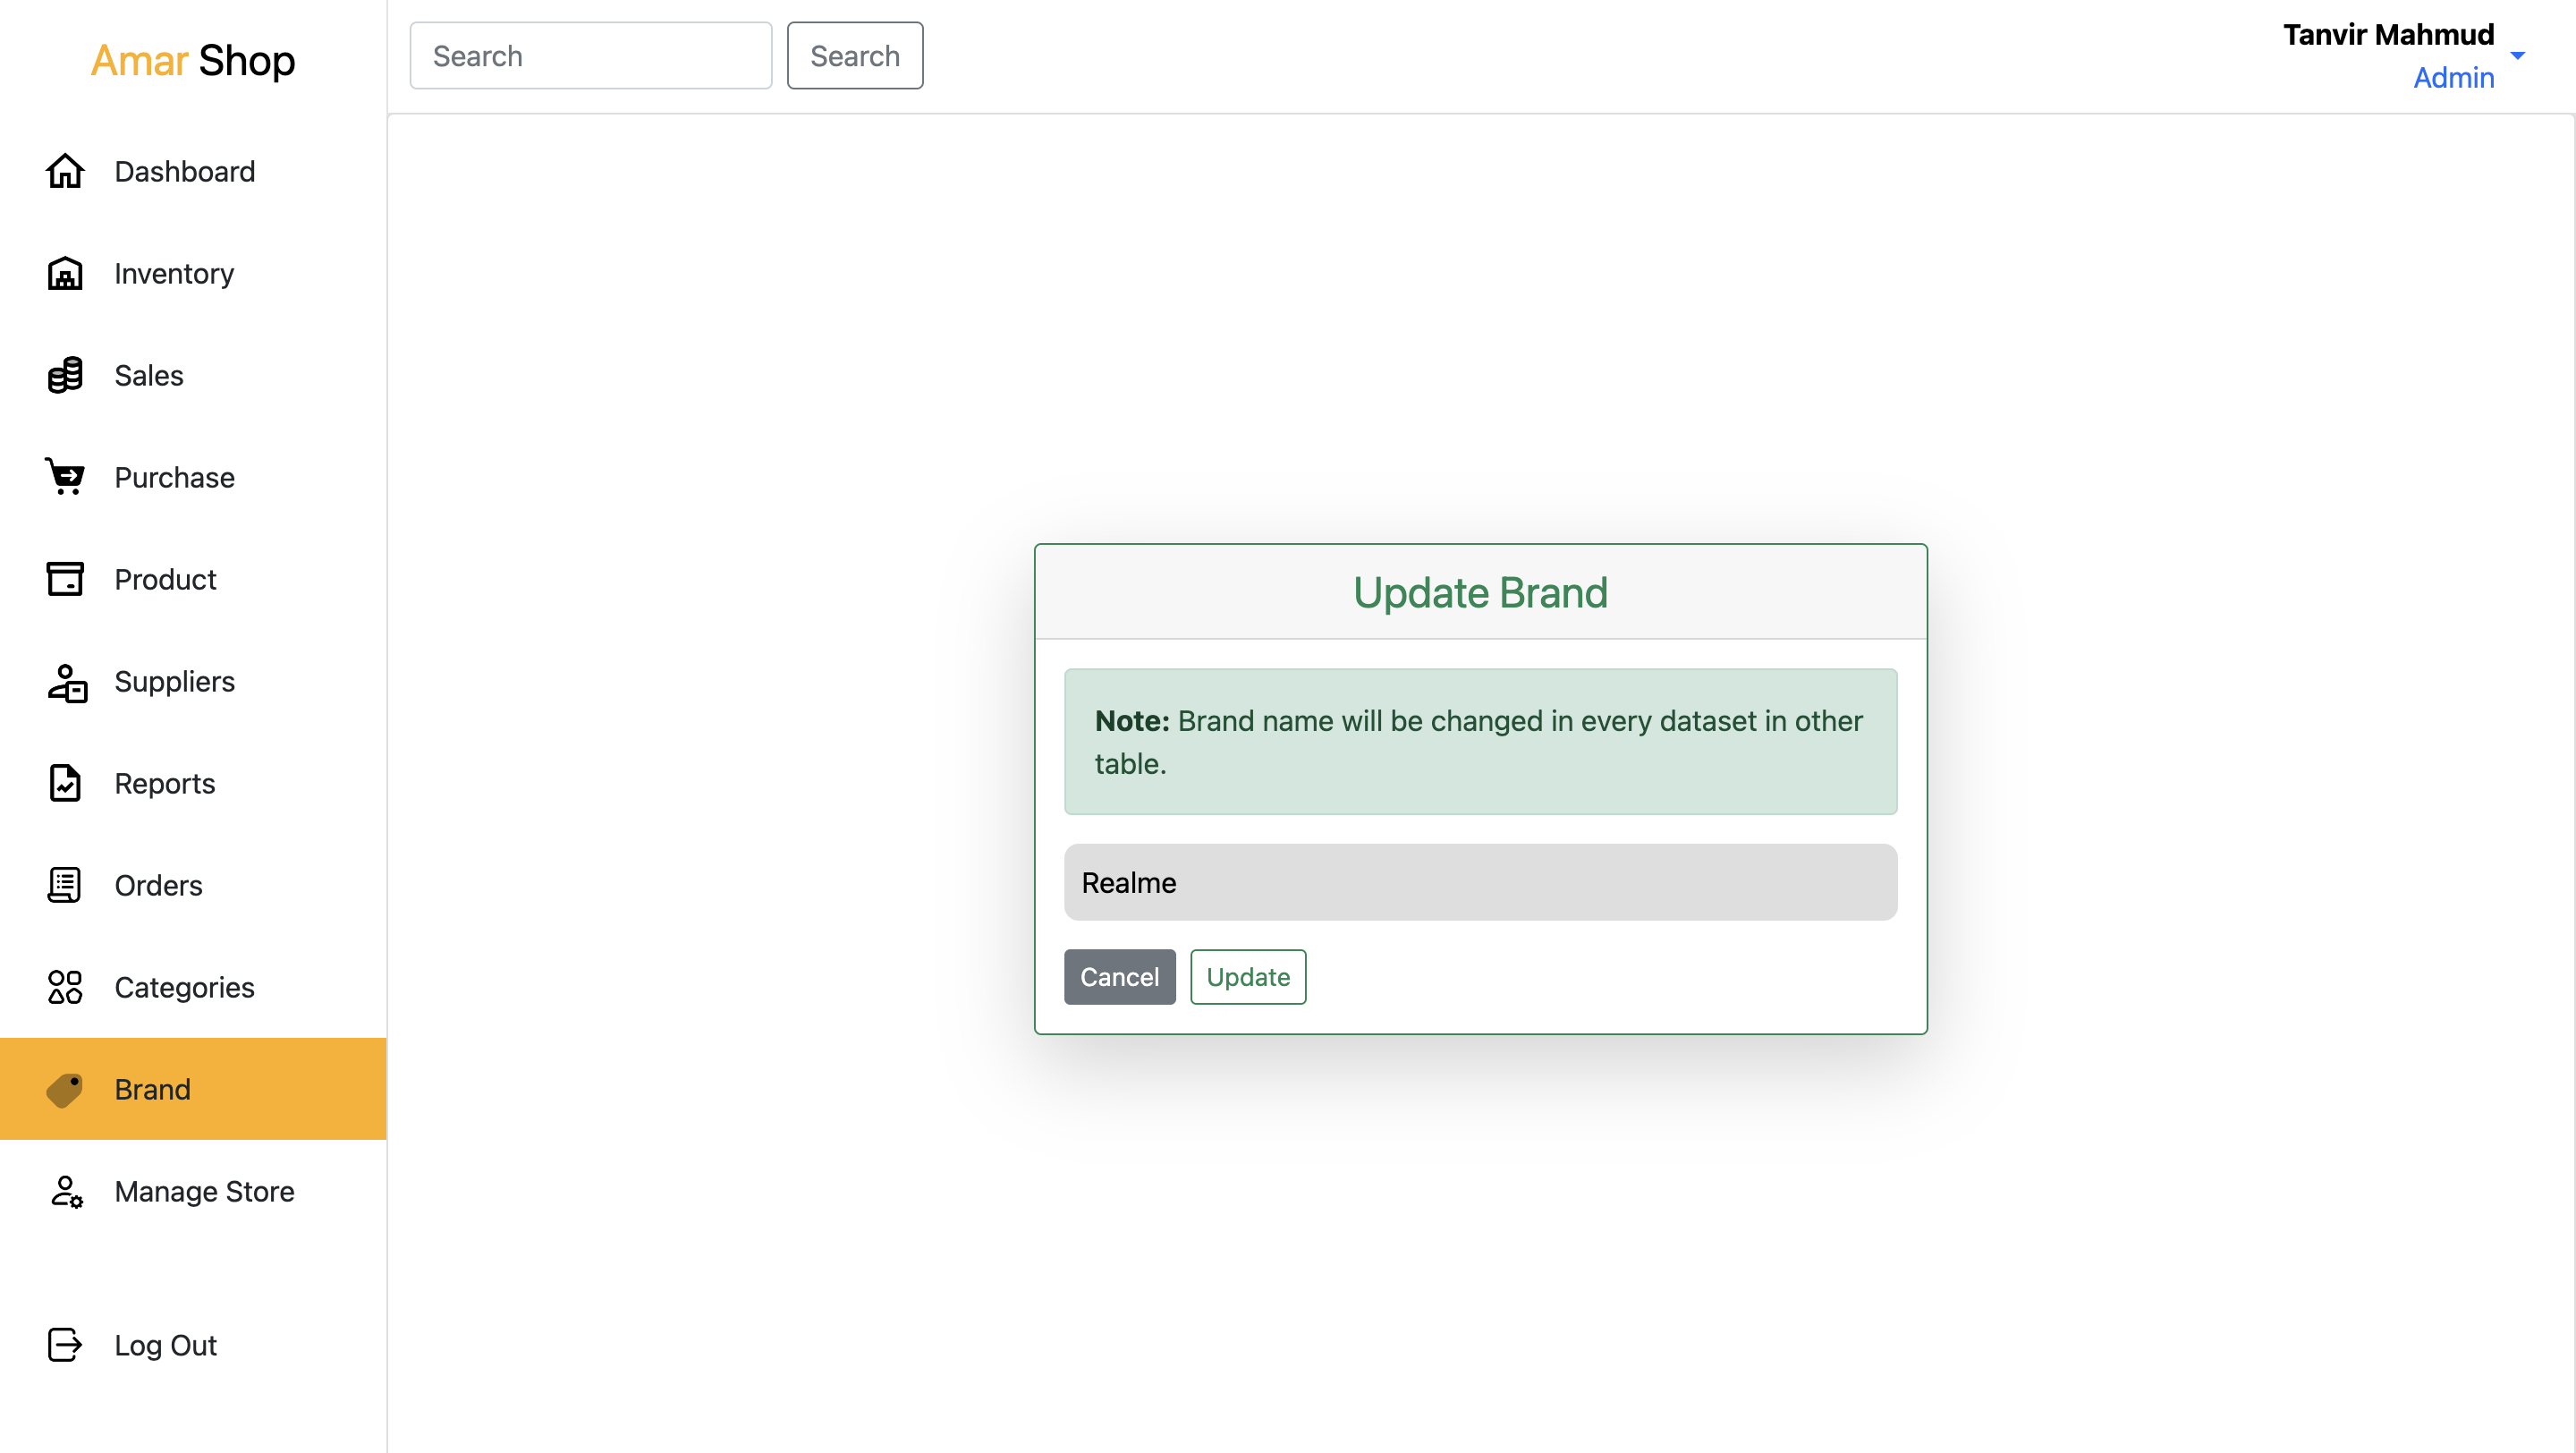 Amar Shop
Search
Search
Tanvir Mahmud
Admin
Dashboard
Inventory
Sales
Purchase
Product
Suppliers
Reports
Orders
Categories
Brand
Manage Store
Log Out
Update Brand
Note: Brand name will be changed in every dataset in other
table.
Realme
Cancel
Update